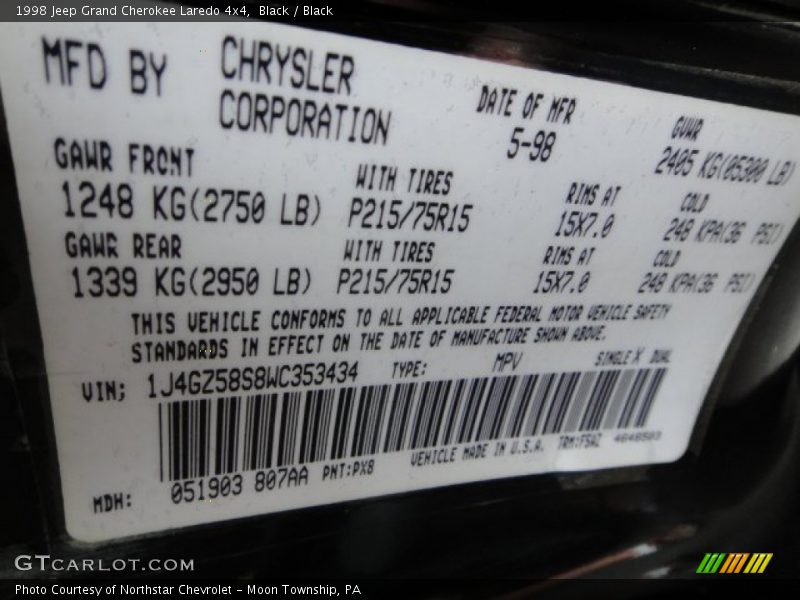 1998 Jeep Grand Cherokee Laredo 4x4, Black / Black
MFD BY CHRYSLER CORPORATION
DATE OF MFR 5-98
GVWR 2405 KG(05300 LB)
GAWR FRONT 1248 KG(2750 LB)
WITH TIRES P215/75R15
RIMS AT 15X7.0
COLD 248 KPA(36 PSI)
GAWR REAR 1339 KG(2950 LB)
WITH TIRES P215/75R15
RIMS AT 15X7.0
COLD 248 KPA(36 PSI)
THIS VEHICLE CONFORMS TO ALL APPLICABLE FEDERAL MOTOR VEHICLE SAFETY
STANDARDS IN EFFECT ON THE DATE OF MANUFACTURE SHOWN ABOVE.
VIN: 1J4GZ58S8WC353434 TYPE: MPV SINGLE X DUAL
MDH: 051903 807AA PNT:PX8 VEHICLE MADE IN U.S.A.
GTCARLOT.COM
Photo Courtesy of Northstar Chevrolet - Moon Township, PA